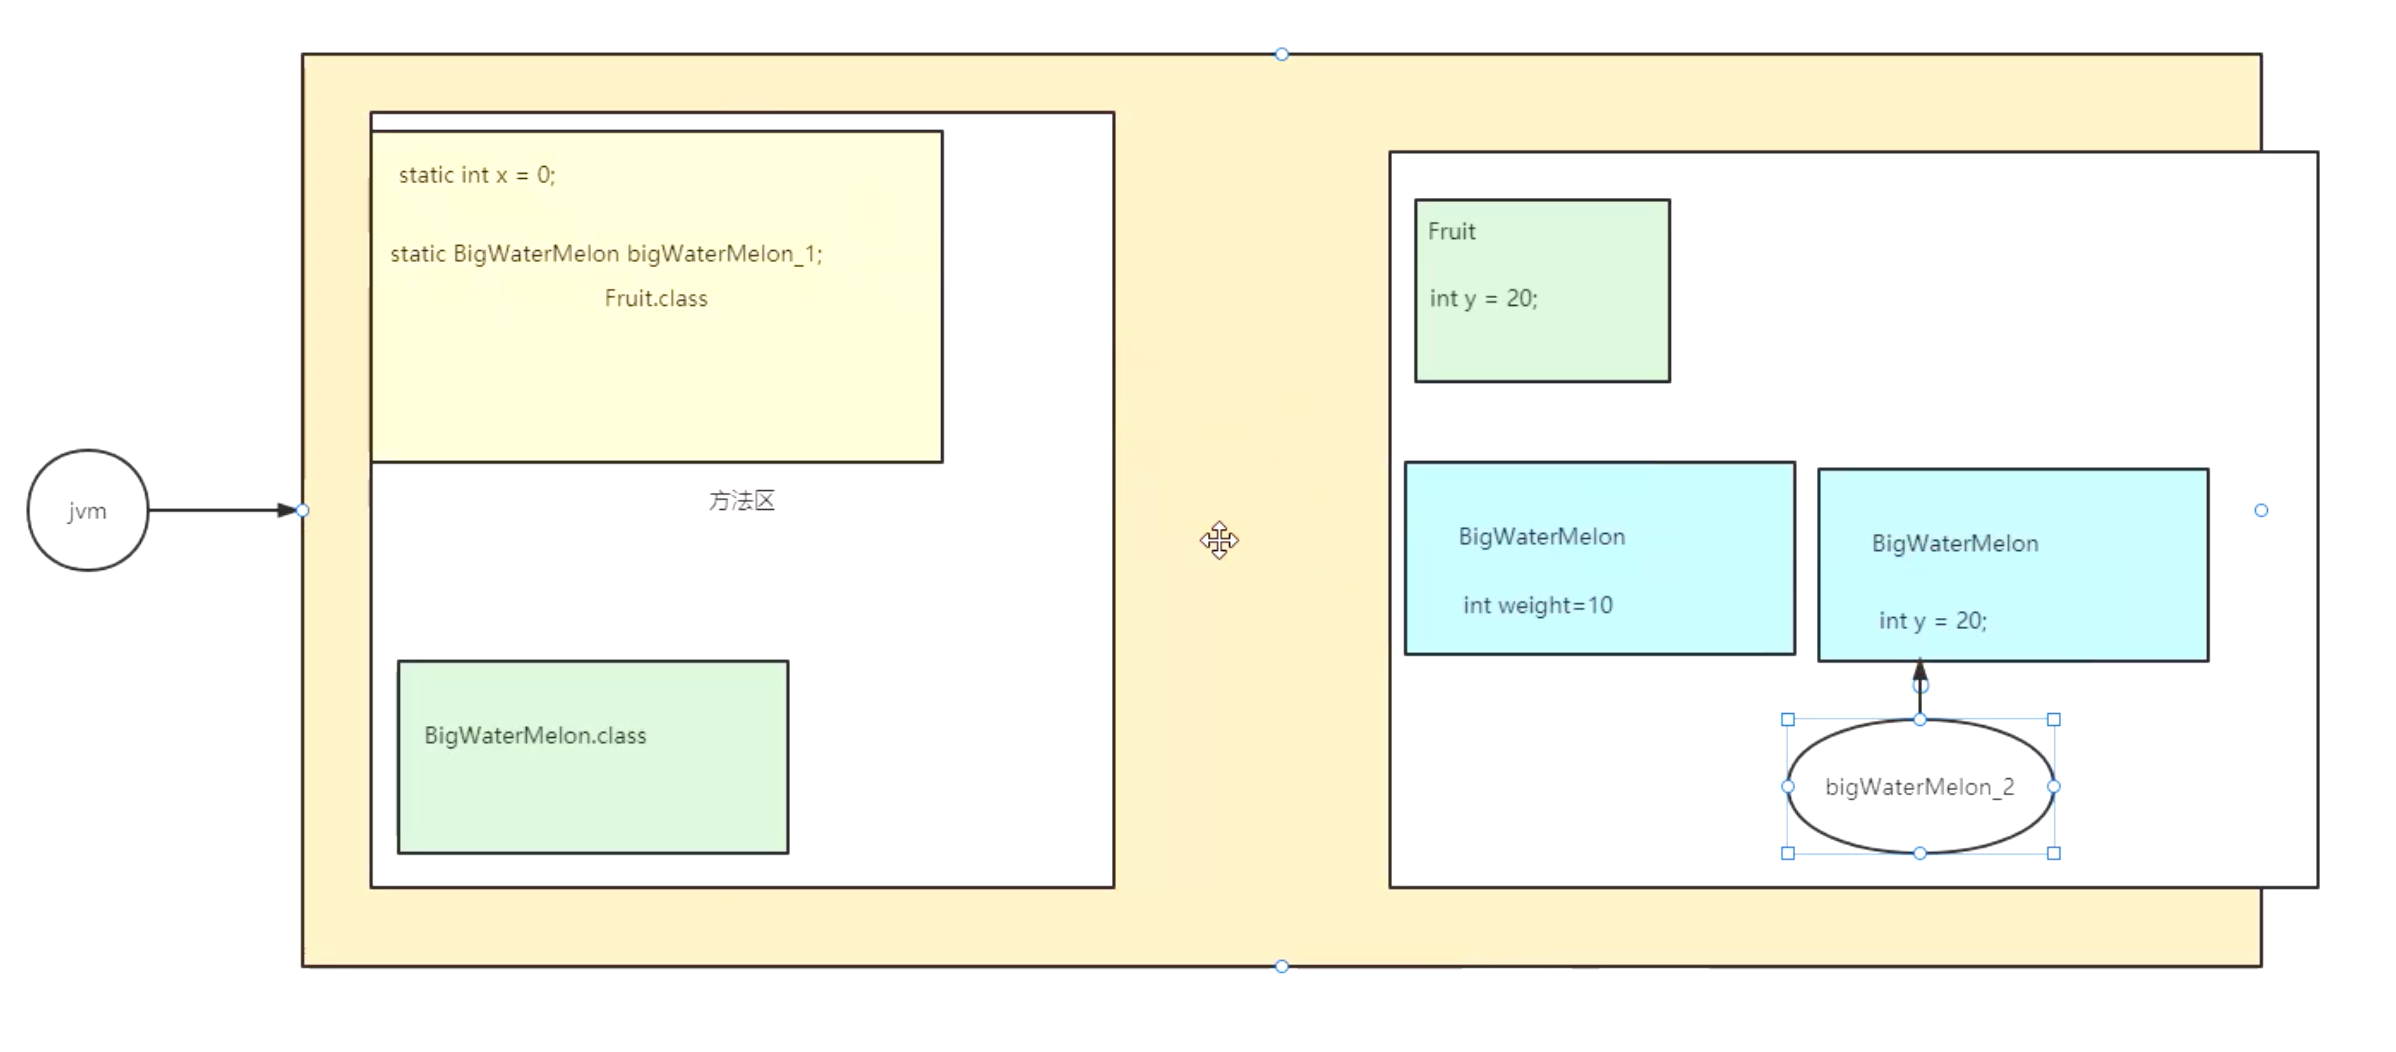 jvm
static int x = 0;
static BigWaterMelon bigWaterMelon_1;
Fruit.class
方法区
BigWaterMelon.class
Fruit
int y = 20;
BigWaterMelon
int weight=10
BigWaterMelon
int y = 20;
bigWaterMelon_2